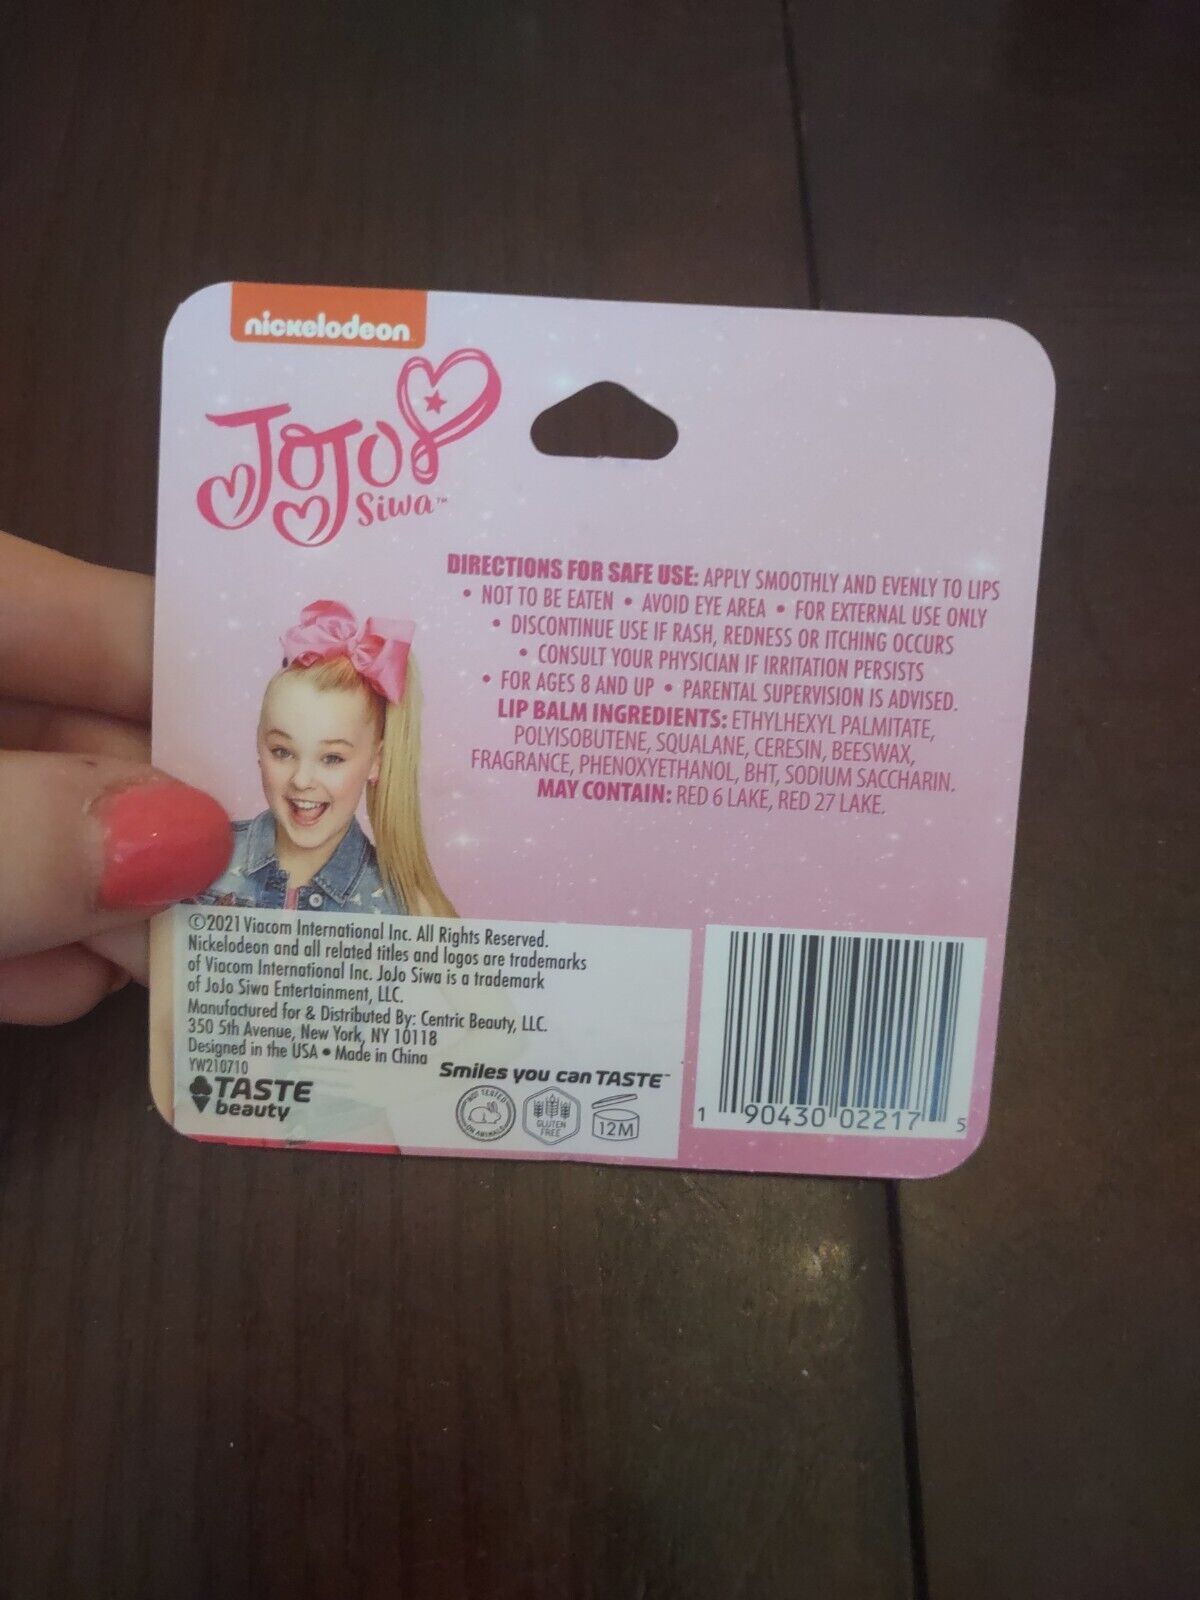 nickelodeon
JoJo
Siwa™
DIRECTIONS FOR SAFE USE: APPLY SMOOTHLY AND EVENLY TO LIPS
• NOT TO BE EATEN • AVOID EYE AREA • FOR EXTERNAL USE ONLY
• DISCONTINUE USE IF RASH, REDNESS OR ITCHING OCCURS
• CONSULT YOUR PHYSICIAN IF IRRITATION PERSISTS
• FOR AGES 8 AND UP • PARENTAL SUPERVISION IS ADVISED.
LIP BALM INGREDIENTS: ETHYLHEXYL PALMITATE,
POLYISOBUTENE, SQUALANE, CERESIN, BEESWAX,
FRAGRANCE, PHENOXYETHANOL, BHT, SODIUM SACCHARIN.
MAY CONTAIN: RED 6 LAKE, RED 27 LAKE.
©2021 Viacom International Inc. All Rights Reserved.
Nickelodeon and all related titles and logos are trademarks
of Viacom International Inc. JoJo Siwa is a trademark
of JoJo Siwa Entertainment, LLC.
Manufactured for & Distributed By: Centric Beauty, LLC.
350 5th Avenue, New York, NY 10118
Designed in the USA • Made in China
YW210710
TASTE
beauty
Smiles you can TASTE™
NOT TESTED
ON ANIMALS
GLUTEN
FREE
12M
1 90430 02217 5